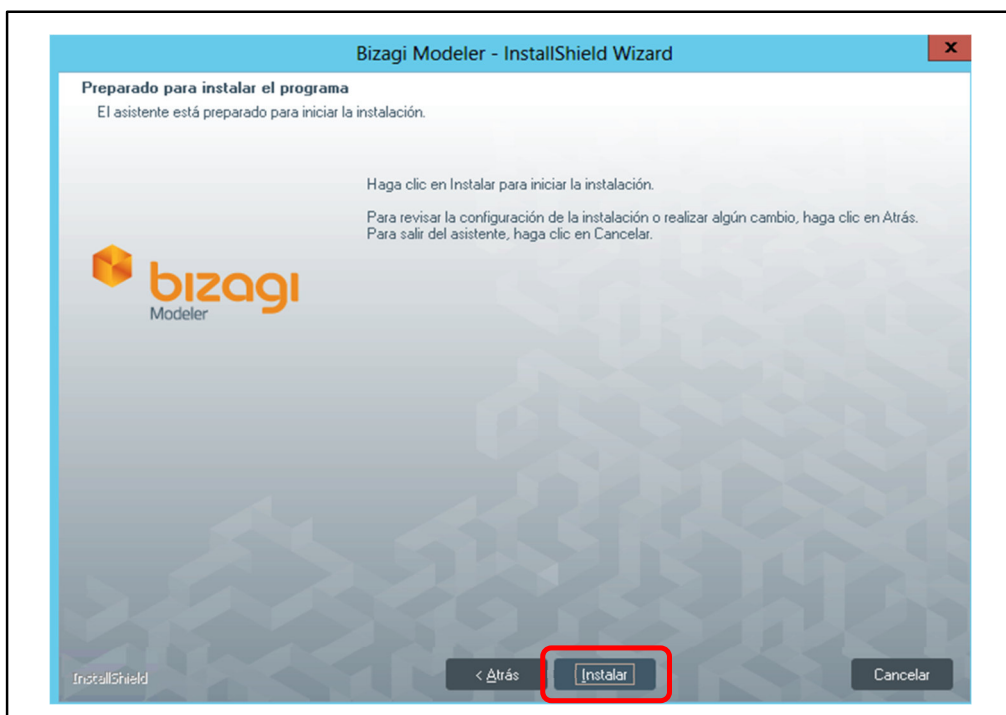 Bizagi Modeler - InstallShield Wizard
x
Preparado para instalar el programa
El asistente está preparado para iniciar la instalación.
Haga clic en Instalar para iniciar la instalación.
Para revisar la configuración de la instalación o realizar algún cambio, haga clic en Atrás.
Para salir del asistente, haga clic en Cancelar.
bizagi
Modeler
InstallShield
< Atrás
Instalar
Cancelar